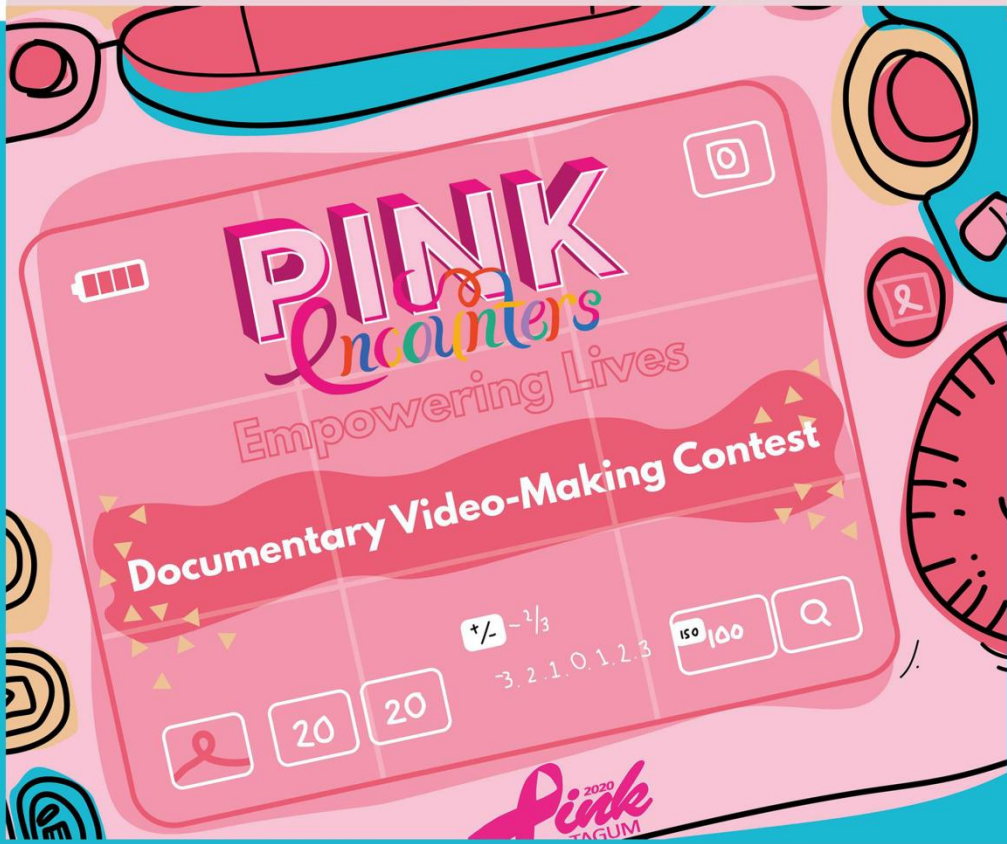 PINK
encounters
Empowering Lives
Documentary Video-Making Contest
+/- -2/3
-3.2.1.0.1.2.3
ISO 100
20 20
2020
Pink
TAGUM